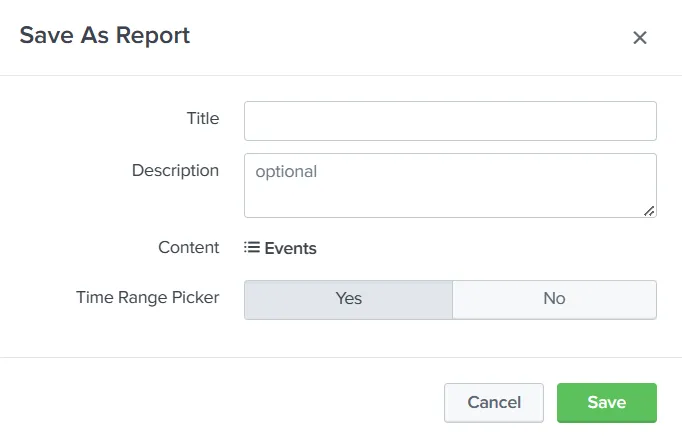 Save As Report
Title
Description optional
Content Events
Time Range Picker Yes No
Cancel Save